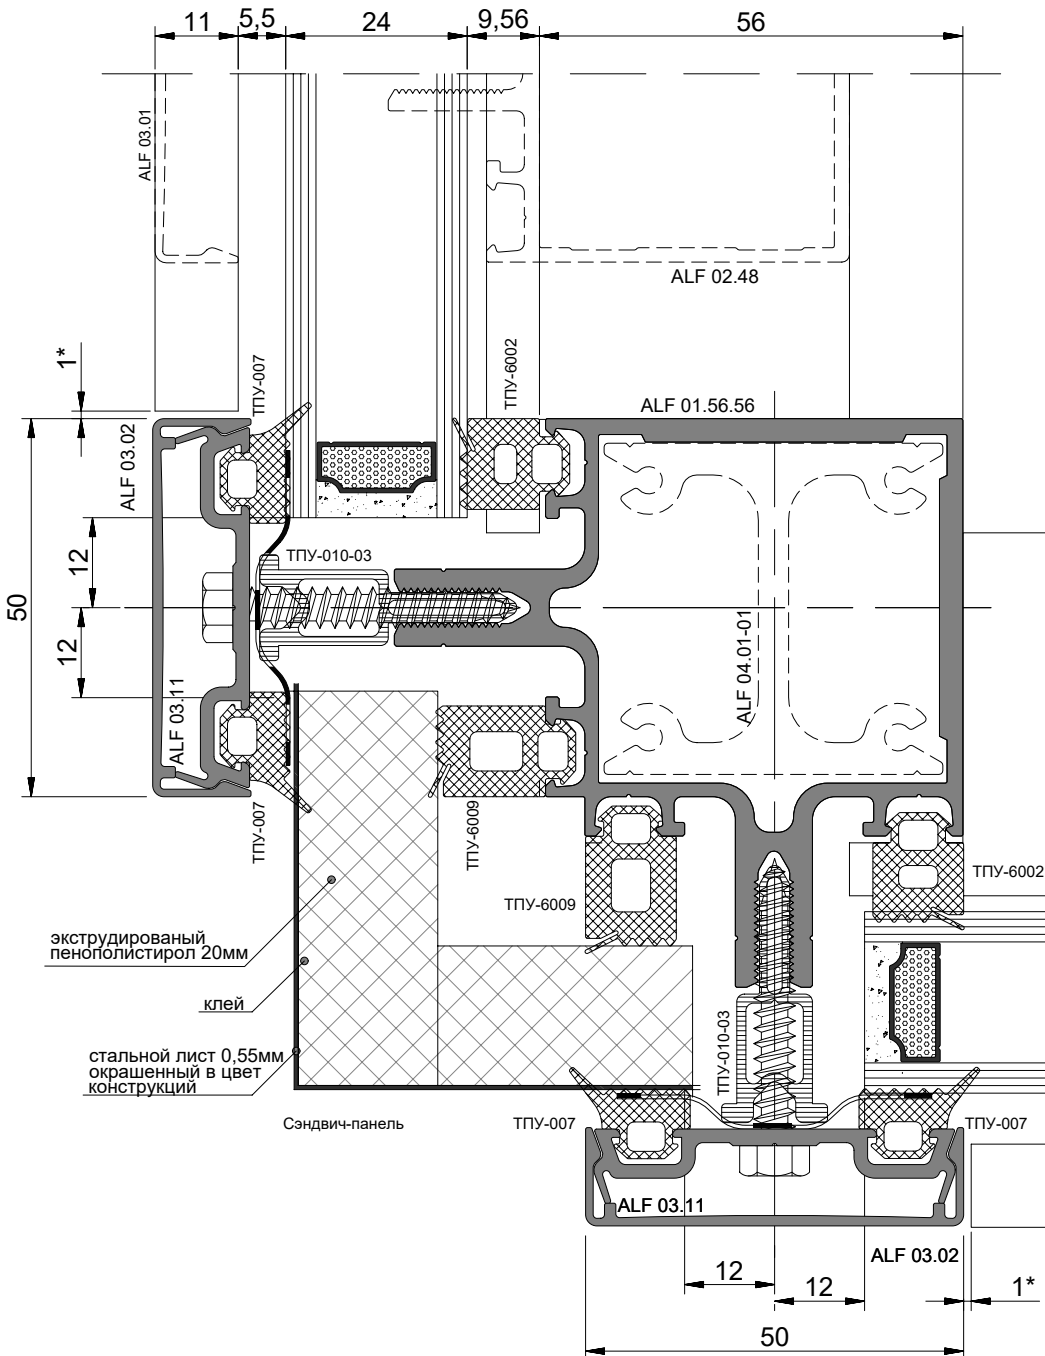 11
5,5
24
9,56
56
ALF 03.01
ALF 02.48
1*
ТПУ-007
ТПУ-6002
ALF 01.56.56
ALF 03.02
ТПУ-010-03
12
50
12
ALF 04.01-01
ALF 03.11
ТПУ-007
ТПУ-6009
ТПУ-6009
ТПУ-6002
экструдированый
пенополистирол 20мм
клей
стальной лист 0,55мм
окрашенный в цвет
конструкций
ТПУ-010-03
Сэндвич-панель
ТПУ-007
ТПУ-007
ALF 03.11
ALF 03.02
12
12
1*
50